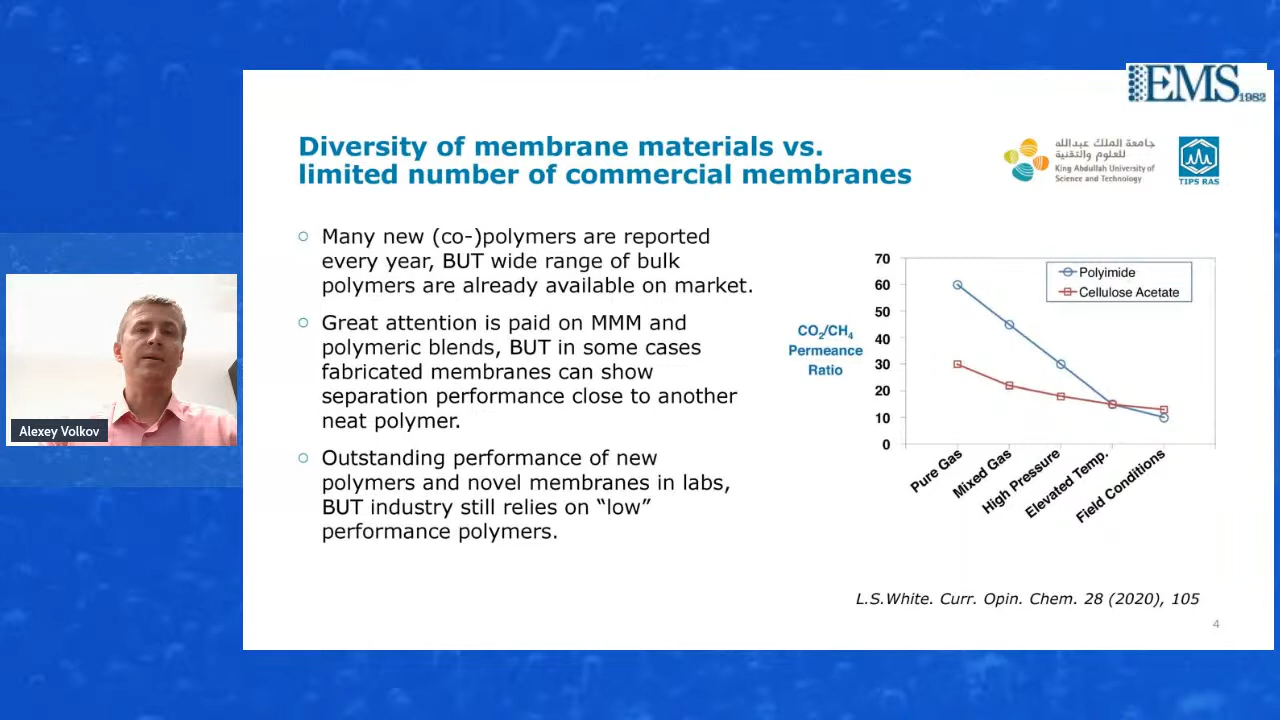 EMS 1982
Diversity of membrane materials vs.
limited number of commercial membranes
جامعة الملك عبدالله
للعلوم والتقنية
King Abdullah University of
Science and Technology
TIPS RAS
Many new (co-)polymers are reported
every year, BUT wide range of bulk
polymers are already available on market.
Great attention is paid on MMM and
polymeric blends, BUT in some cases
fabricated membranes can show
separation performance close to another
neat polymer.
Outstanding performance of new
polymers and novel membranes in labs,
BUT industry still relies on “low”
performance polymers.
Alexey Volkov
CO₂/CH₄
Permeance
Ratio
70
60
50
40
30
20
10
0
Polyimide
Cellulose Acetate
Pure Gas
Mixed Gas
High Pressure
Elevated Temp.
Field Conditions
L.S.White. Curr. Opin. Chem. 28 (2020), 105
4